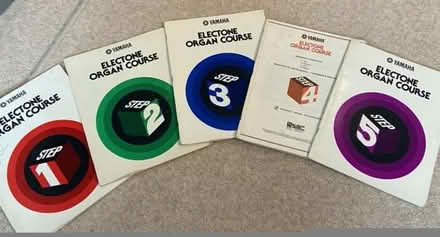 YAMAHA
ELECTONE
ORGAN COURSE
STEP
1
YAMAHA
ELECTONE
ORGAN COURSE
STEP
2
YAMAHA
ELECTONE
ORGAN COURSE
STEP
3
YAMAHA
ELECTONE
ORGAN COURSE
STEP
4
YAMAHA
ELECTONE
ORGAN COURSE
STEP
5